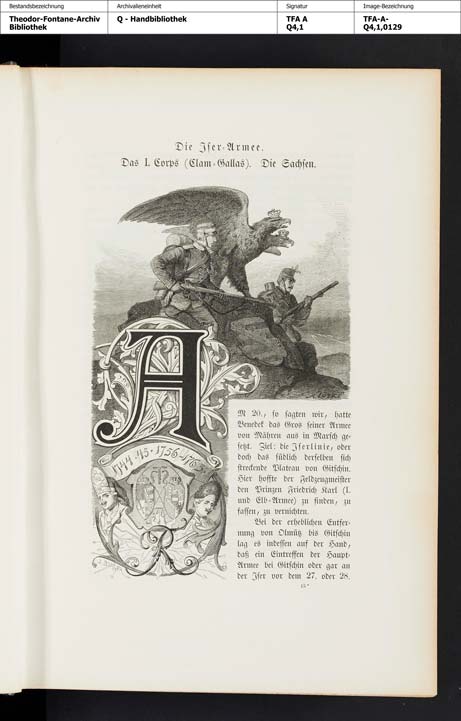 Bestandsbezeichnung Archivalieneinheit Signatur Image-Bezeichnung
Theodor-Fontane-Archiv Q - Handbibliothek TFA A TFA-A-
Bibliothek Q4,1 Q4,1,0129
Die Iser-Armee.
Das I. Corps (Clam-Gallas). Die Sachsen.
A
M 20., so sagten wir, hatte
Benedek das Gros seiner Armee
von Mähren aus in Marsch ge-
setzt. Ziel: die Iserlinie, oder
doch das südlich derselben sich
streckende Plateau von Gitschin.
Hier hoffte der Feldzeugmeister
den Prinzen Friedrich Karl (I.
und Elb-Armee) zu finden, zu
fassen, zu vernichten.
Bei der erheblichen Entfer-
nung von Olmütz bis Gitschin
lag es indessen auf der Hand,
daß ein Eintreffen der Haupt-
Armee bei Gitschin oder gar an
der Iser vor dem 27. oder 28.
15*
1744·45·1756·1763